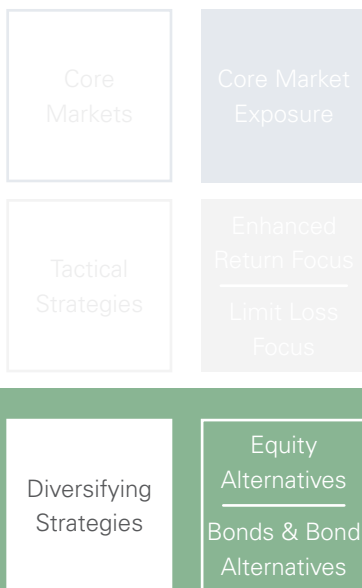 Core
Markets
Core Market
Exposure
Tactical
Strategies
Enhanced
Return Focus
Limit Loss
Focus
Diversifying
Strategies
Equity
Alternatives
Bonds & Bond
Alternatives